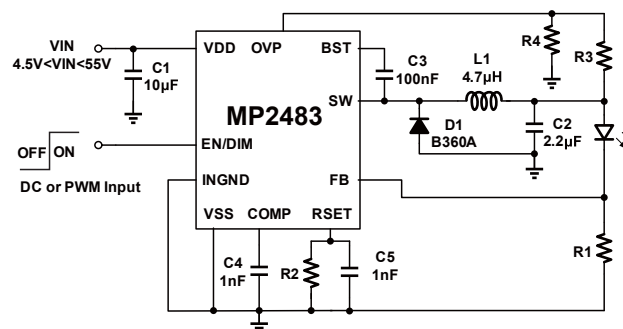 VIN
4.5V<VIN<55V
C1
10µF
OFF ON
DC or PWM Input
VDD OVP BST
SW
MP2483
EN/DIM
INGND FB
VSS COMP RSET
C3
100nF
L1
4.7µH
R4
R3
D1
B360A
C2
2.2µF
R1
C4
1nF
R2
C5
1nF